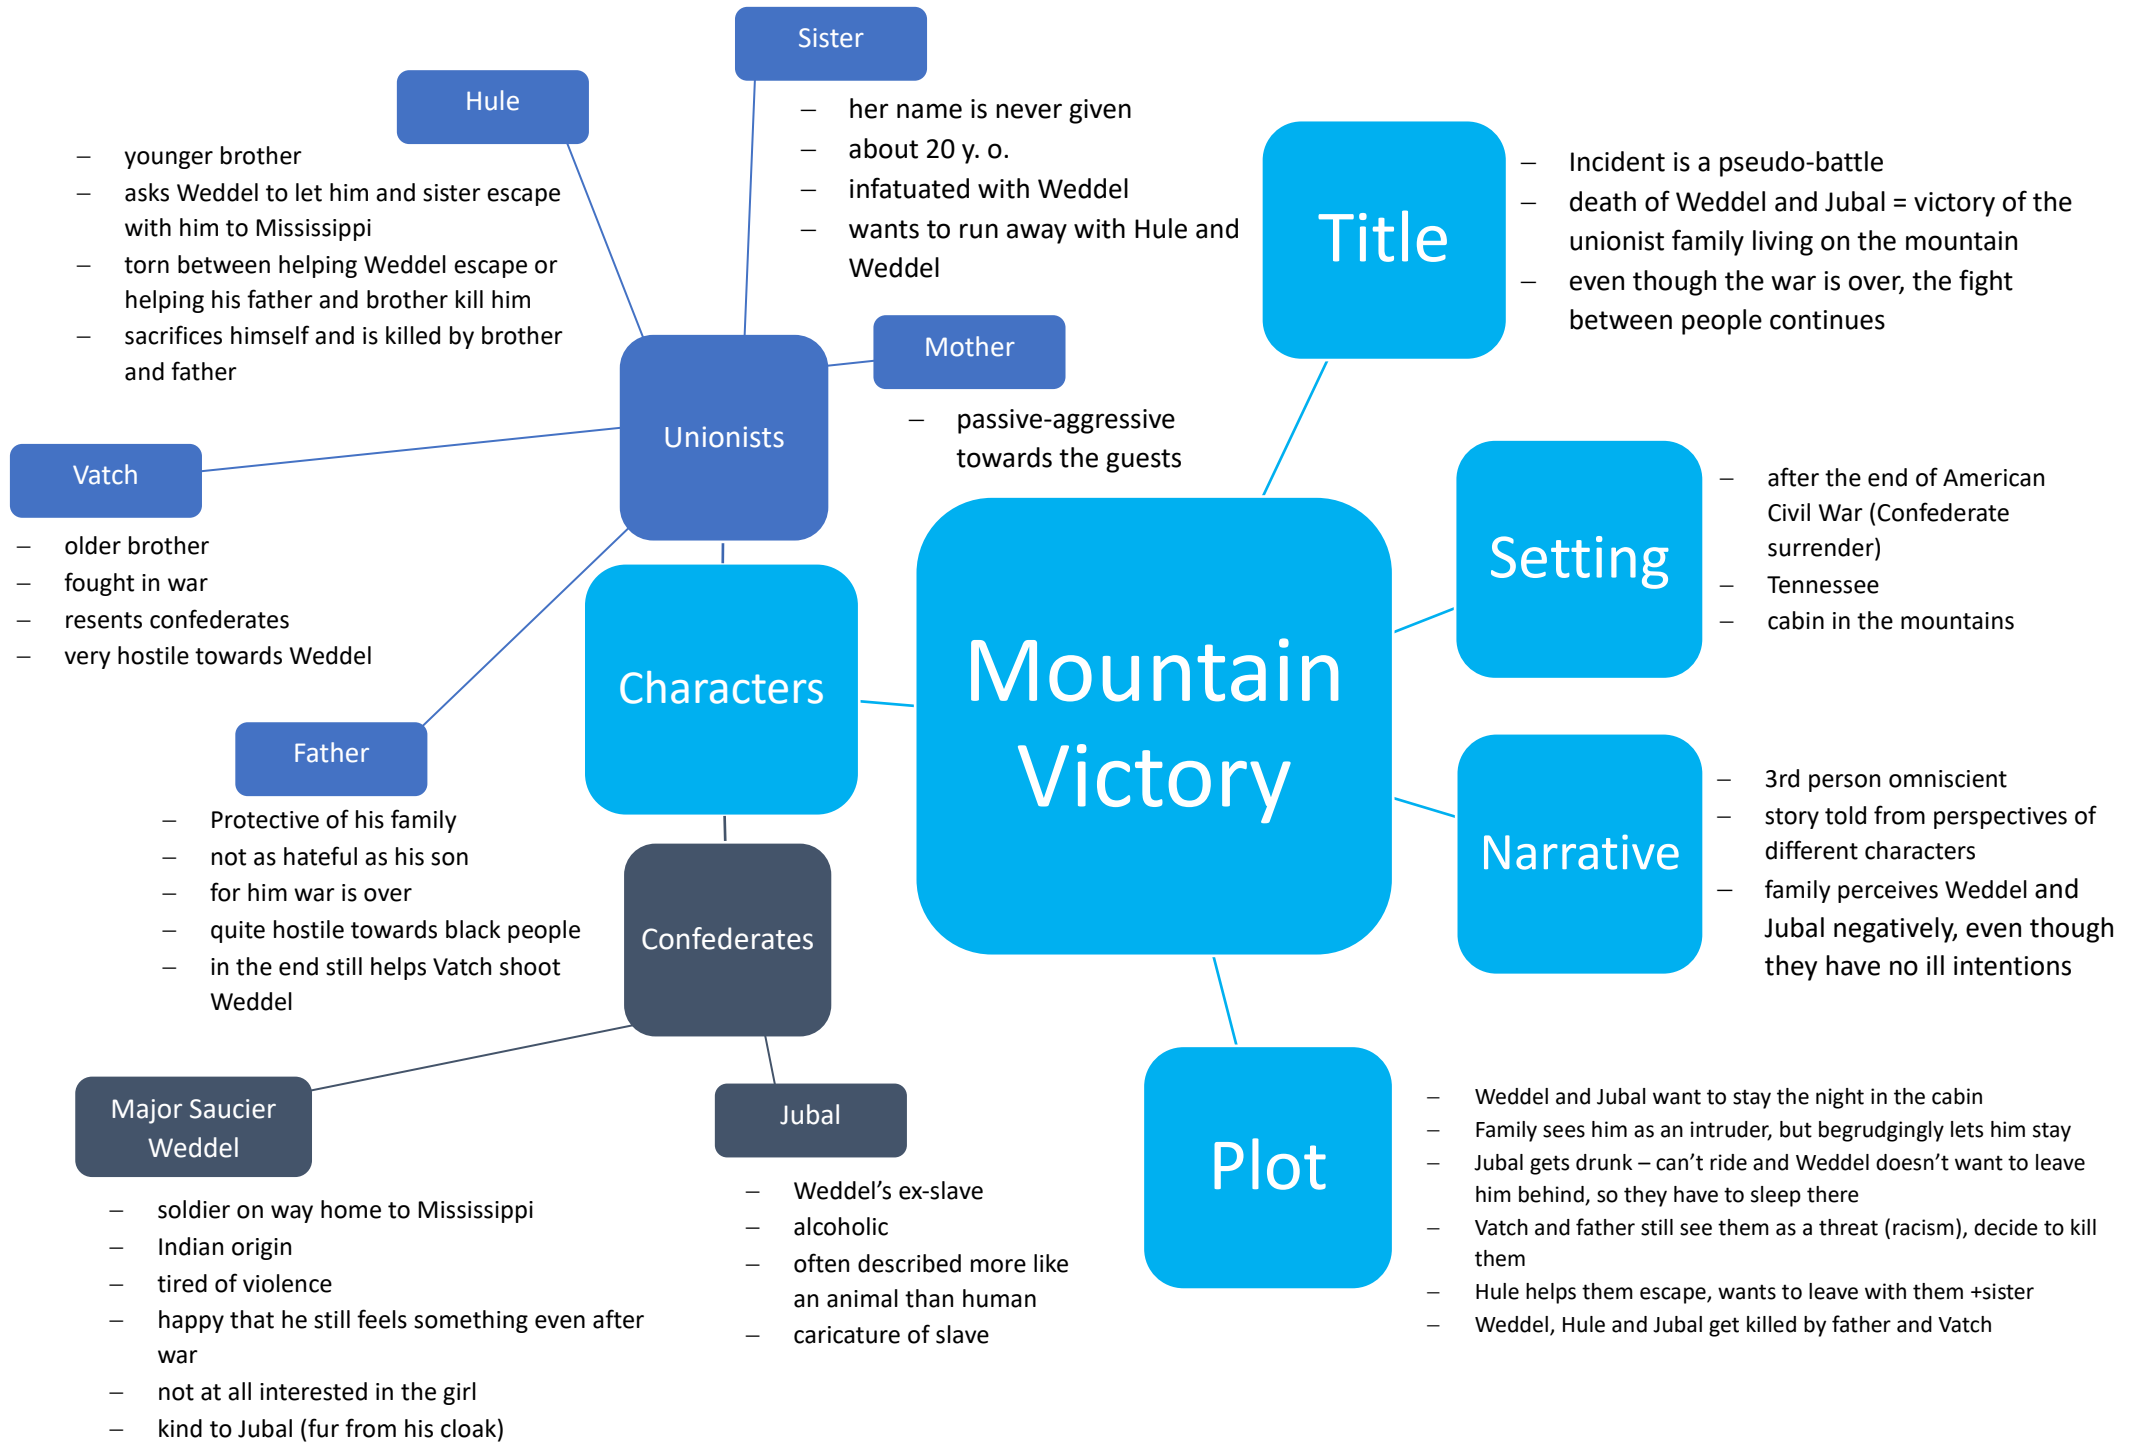 Mountain
Victory
Title
– Incident is a pseudo-battle
– death of Weddel and Jubal = victory of the
unionist family living on the mountain
– even though the war is over, the fight
between people continues
Setting
– after the end of American
Civil War (Confederate
surrender)
– Tennessee
– cabin in the mountains
Narrative
– 3rd person omniscient
– story told from perspectives of
different characters
– family perceives Weddel and
Jubal negatively, even though
they have no ill intentions
Plot
– Weddel and Jubal want to stay the night in the cabin
– Family sees him as an intruder, but begrudgingly lets him stay
– Jubal gets drunk – can’t ride and Weddel doesn’t want to leave
him behind, so they have to sleep there
– Vatch and father still see them as a threat (racism), decide to kill
them
– Hule helps them escape, wants to leave with them +sister
– Weddel, Hule and Jubal get killed by father and Vatch
Characters
Unionists
Sister
– her name is never given
– about 20 y. o.
– infatuated with Weddel
– wants to run away with Hule and
Weddel
Hule
– younger brother
– asks Weddel to let him and sister escape
with him to Mississippi
– torn between helping Weddel escape or
helping his father and brother kill him
– sacrifices himself and is killed by brother
and father
Mother
– passive-aggressive
towards the guests
Vatch
– older brother
– fought in war
– resents confederates
– very hostile towards Weddel
Father
– Protective of his family
– not as hateful as his son
– for him war is over
– quite hostile towards black people
– in the end still helps Vatch shoot
Weddel
Confederates
Major Saucier
Weddel
– soldier on way home to Mississippi
– Indian origin
– tired of violence
– happy that he still feels something even after
war
– not at all interested in the girl
– kind to Jubal (fur from his cloak)
Jubal
– Weddel’s ex-slave
– alcoholic
– often described more like
an animal than human
– caricature of slave